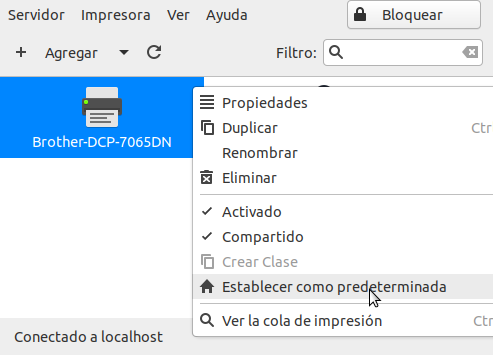 Servidor Impresora Ver Ayuda
Bloquear
Agregar
Filtro:
Brother-DCP-7065DN
Propiedades
Duplicar Ctr
Renombrar
Eliminar
Activado
Compartido
Crear Clase
Establecer como predeterminada
Ver la cola de impresión Ctr
Conectado a localhost